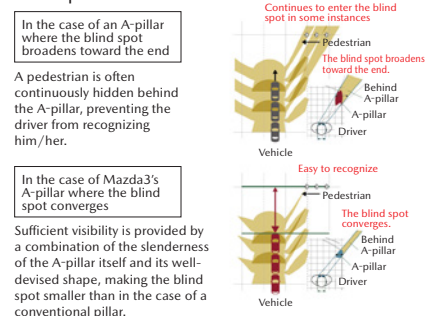 In the case of an A-pillar
where the blind spot
broadens toward the end
A pedestrian is often
continuously hidden behind
the A-pillar, preventing the
driver from recognizing
him/her.
Continues to enter the blind
spot in some instances
Pedestrian
The blind spot broadens
toward the end.
Behind
A-pillar
A-pillar
Driver
Vehicle
In the case of Mazda3's
A-pillar where the blind
spot converges
Sufficient visibility is provided by
a combination of the slenderness
of the A-pillar itself and its well-
devised shape, making the blind
spot smaller than in the case of a
conventional pillar.
Easy to recognize
Pedestrian
The blind spot
converges.
Behind
A-pillar
A-pillar
Driver
Vehicle